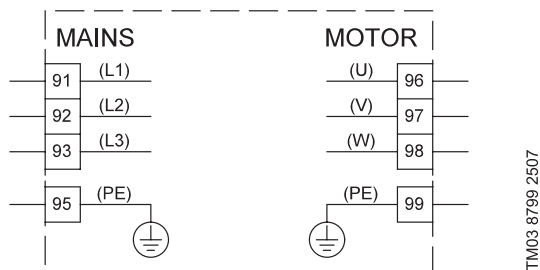 MAINS MOTOR
91 (L1) (U) 96
92 (L2) (V) 97
93 (L3) (W) 98
95 (PE) (PE) 99
TM03 8799 2507